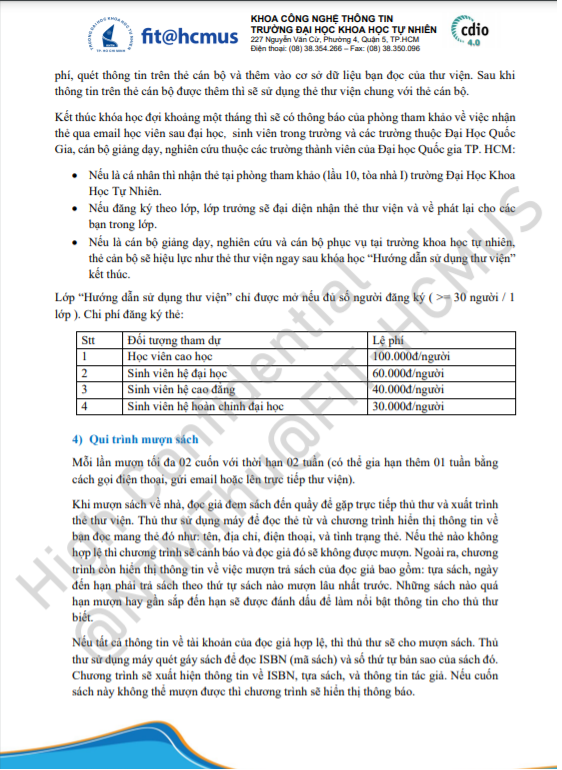 KHOA CÔNG NGHỆ THÔNG TIN
TRƯỜNG ĐẠI HỌC KHOA HỌC TỰ NHIÊN
227 Nguyễn Văn Cừ, Phường 4, Quận 5, TP.HCM
Điện thoại: (08) 38.354.266 – Fax: (08) 38.350.096
fit@hcmus
cdio
4.0
phí, quét thông tin trên thẻ cán bộ và thêm vào cơ sở dữ liệu bạn đọc của thư viện. Sau khi
thông tin trên thẻ cán bộ được thêm thì sẽ sử dụng thẻ thư viện chung với thẻ cán bộ.
Kết thúc khóa học đợi khoảng một tháng thì sẽ có thông báo của phòng tham khảo về việc nhận
thẻ qua email học viên sau đại học, sinh viên trong trường và các trường thuộc Đại Học Quốc
Gia, cán bộ giảng dạy, nghiên cứu thuộc các trường thành viên của Đại học Quốc gia TP. HCM:
• Nếu là cá nhân thì nhận thẻ tại phòng tham khảo (lầu 10, tòa nhà I) trường Đại Học Khoa
Học Tự Nhiên.
• Nếu đăng ký theo lớp, lớp trưởng sẽ đại diện nhận thẻ thư viện và về phát lại cho các
bạn trong lớp.
• Nếu là cán bộ giảng dạy, nghiên cứu và cán bộ phục vụ tại trường khoa học tự nhiên,
thẻ cán bộ sẽ hiệu lực như thẻ thư viện ngay sau khóa học “Hướng dẫn sử dụng thư viện”
kết thúc.
Lớp “Hướng dẫn sử dụng thư viện” chỉ được mở nếu đủ số người đăng ký ( >= 30 người / 1
lớp ). Chi phí đăng ký thẻ:
Stt Đối tượng tham dự Lệ phí
1 Học viên cao học 100.000đ/người
2 Sinh viên hệ đại học 60.000đ/người
3 Sinh viên hệ cao đẳng 40.000đ/người
4 Sinh viên hệ hoàn chỉnh đại học 30.000đ/người
4) Qui trình mượn sách
Mỗi lần mượn tối đa 02 cuốn với thời hạn 02 tuần (có thể gia hạn thêm 01 tuần bằng
cách gọi điện thoại, gửi email hoặc lên trực tiếp thư viện).
Khi mượn sách về nhà, đọc giả đem sách đến quầy để gặp trực tiếp thủ thư và xuất trình
thẻ thư viện. Thủ thư sử dụng máy để đọc thẻ từ và chương trình hiển thị thông tin về
bạn đọc mang thẻ đó như: tên, địa chỉ, điện thoại, và tình trạng thẻ. Nếu thẻ nào không
hợp lệ thì chương trình sẽ cảnh báo và đọc giả đó sẽ không được mượn. Ngoài ra, chương
trình còn hiển thị thông tin về việc mượn trả sách của đọc giả bao gồm: tựa sách, ngày
đến hạn phải trả sách theo thứ tự sách nào mượn lâu nhất trước. Những sách nào quá
hạn mượn hay gần sắp đến hạn sẽ được đánh dấu để làm nổi bật thông tin cho thủ thư
biết.
Nếu tất cả thông tin về tài khoản của đọc giả hợp lệ, thì thủ thư sẽ cho mượn sách. Thủ
thư sử dụng máy quét gáy sách để đọc ISBN (mã sách) và số thứ tự bản sao của sách đó.
Chương trình sẽ xuất hiện thông tin về ISBN, tựa sách, và thông tin tác giả. Nếu cuốn
sách này không thể mượn được thì chương trình sẽ hiển thị thông báo.
High Confidential
@NTMThu@FIT-HCMUS